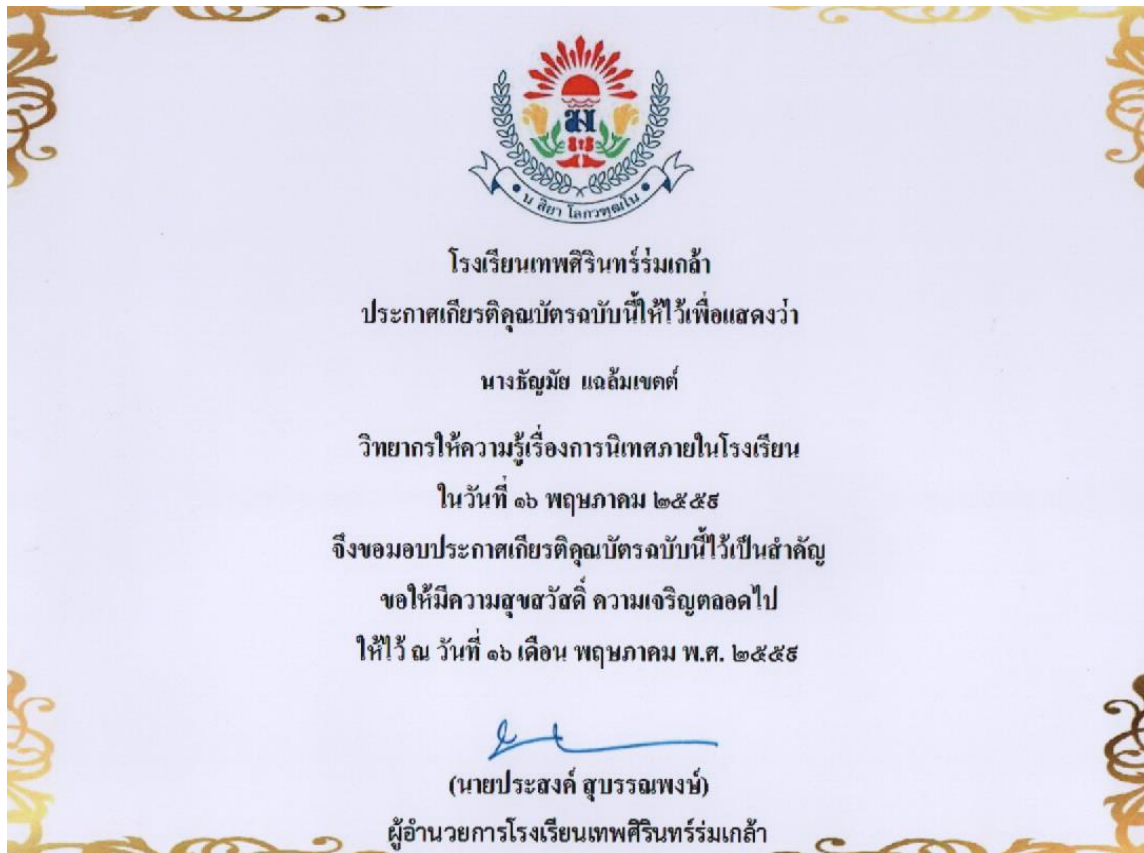 น สิยา โลกวฑฺฒโน
โรงเรียนเทพศิรินทร์ร่มเกล้า
ประกาศเกียรติคุณบัตรฉบับนี้ให้ไว้เพื่อแสดงว่า
นางธัญมัย แฉล้มเขตต์
วิทยากรให้ความรู้เรื่องการนิเทศภายในโรงเรียน
ในวันที่ ๑๖ พฤษภาคม ๒๕๕๙
จึงขอมอบประกาศเกียรติคุณบัตรฉบับนี้ไว้เป็นสำคัญ
ขอให้มีความสุขสวัสดิ์ ความเจริญตลอดไป
ให้ไว้ ณ วันที่ ๑๖ เดือน พฤษภาคม พ.ศ. ๒๕๕๙
(นายประสงค์ สุบรรณพงษ์)
ผู้อำนวยการโรงเรียนเทพศิรินทร์ร่มเกล้า